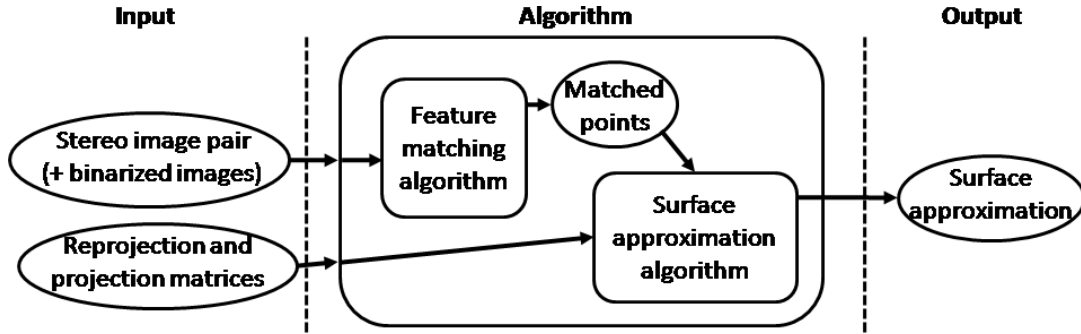 Input
Algorithm
Output
Stereo image pair
(+ binarized images)
Reprojection and
projection matrices
Feature
matching
algorithm
Matched
points
Surface
approximation
algorithm
Surface
approximation